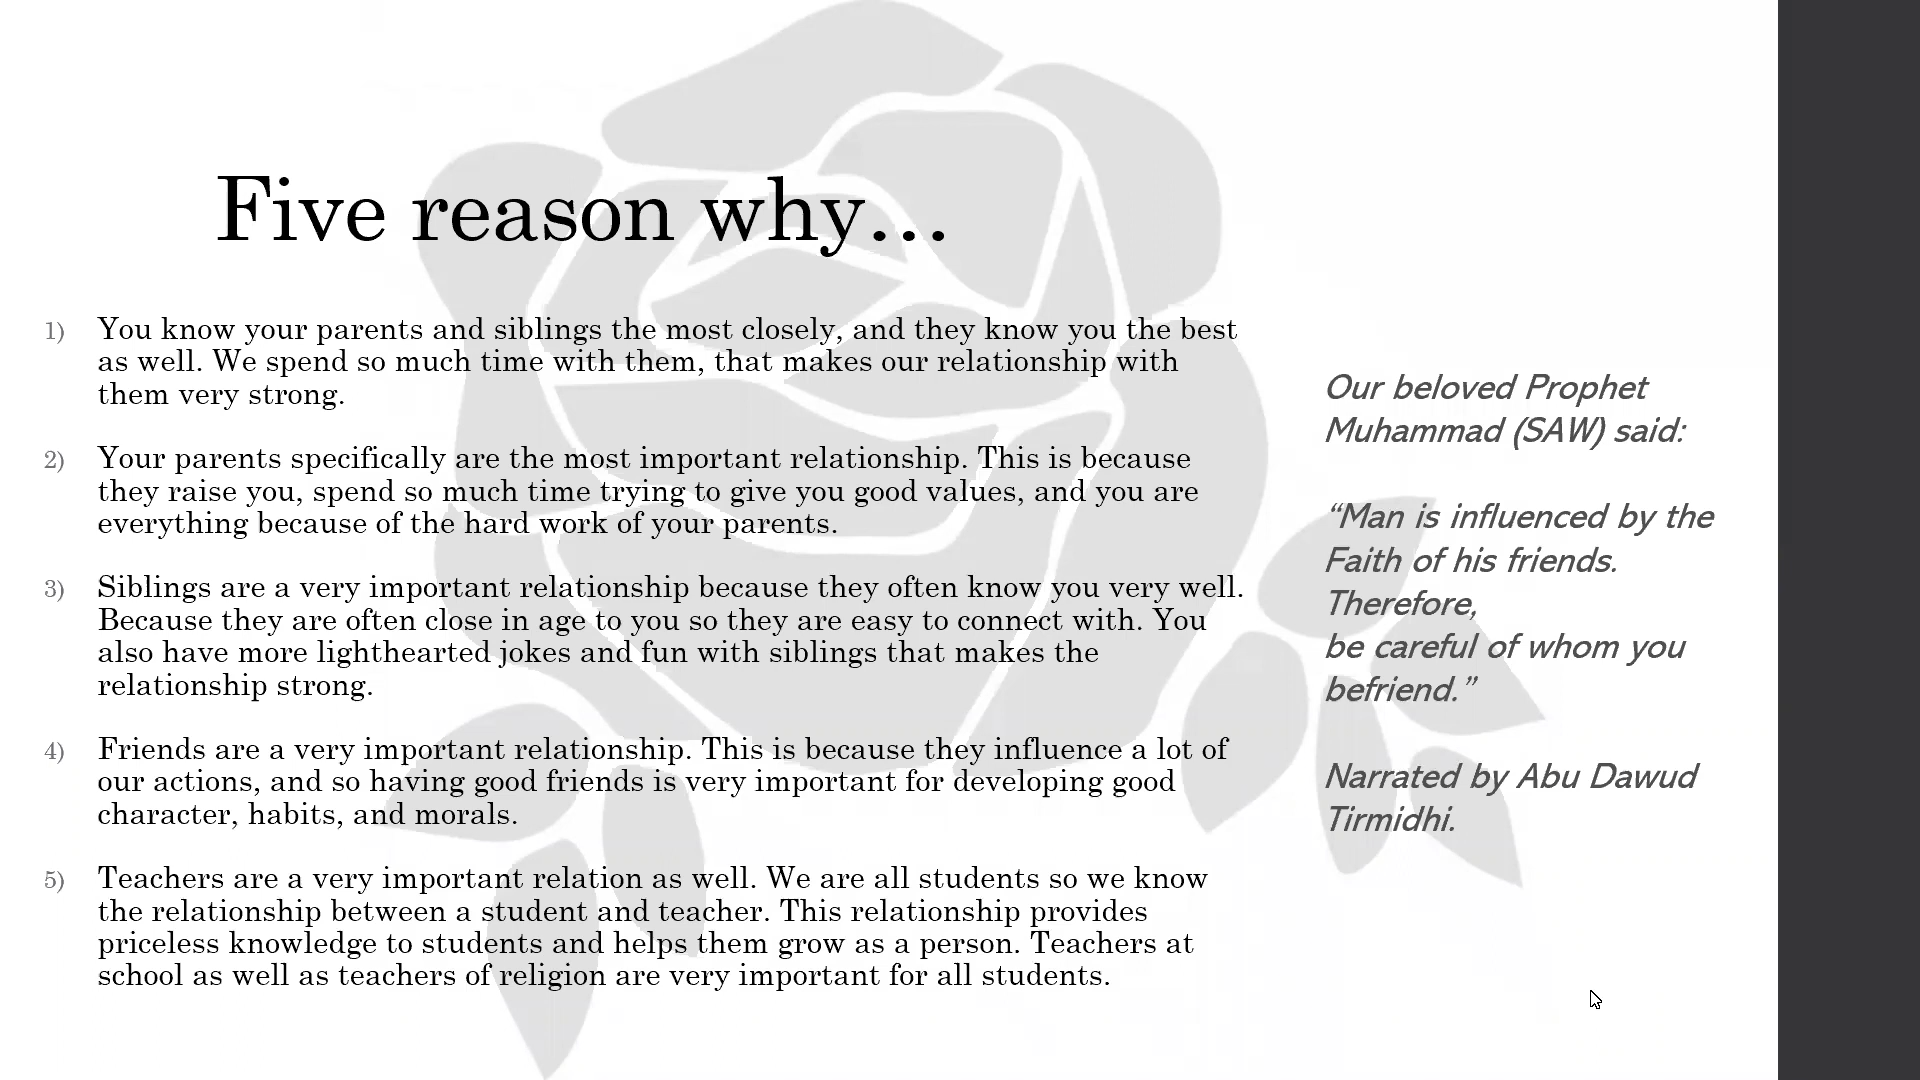 Five reason why...
1) You know your parents and siblings the most closely, and they know you the best
as well. We spend so much time with them, that makes our relationship with
them very strong.
2) Your parents specifically are the most important relationship. This is because
they raise you, spend so much time trying to give you good values, and you are
everything because of the hard work of your parents.
3) Siblings are a very important relationship because they often know you very well.
Because they are often close in age to you so they are easy to connect with. You
also have more lighthearted jokes and fun with siblings that makes the
relationship strong.
4) Friends are a very important relationship. This is because they influence a lot of
our actions, and so having good friends is very important for developing good
character, habits, and morals.
5) Teachers are a very important relation as well. We are all students so we know
the relationship between a student and teacher. This relationship provides
priceless knowledge to students and helps them grow as a person. Teachers at
school as well as teachers of religion are very important for all students.
Our beloved Prophet
Muhammad (SAW) said:
“Man is influenced by the
Faith of his friends.
Therefore,
be careful of whom you
befriend.”
Narrated by Abu Dawud
Tirmidhi.